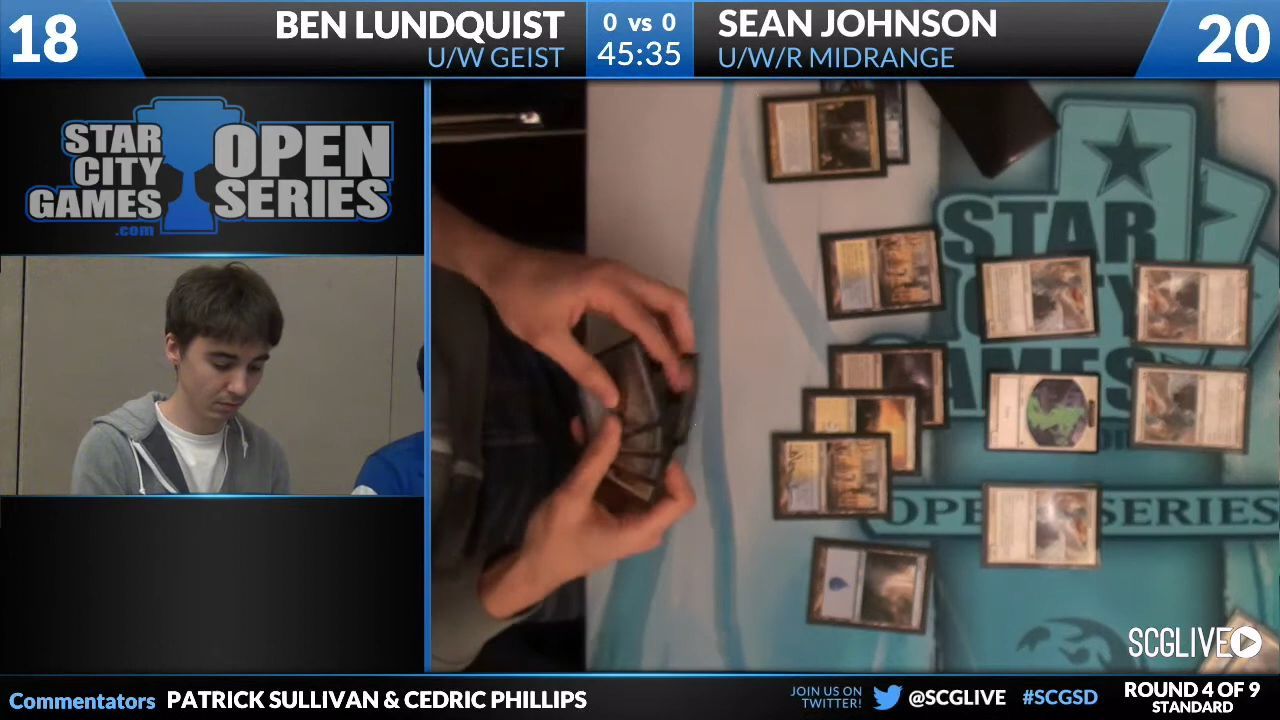 18
BEN LUNDQUIST
U/W GEIST
0 vs 0
45:35
SEAN JOHNSON
U/W/R MIDRANGE
20
STAR
CITY
GAMES
.com
OPEN
SERIES
STAR
GAMES
OPEN SERIES
SCGLIVE
Commentators PATRICK SULLIVAN & CEDRIC PHILLIPS
JOIN US ON
TWITTER!
@SCGLIVE
#SCGSD
ROUND 4 OF 9
STANDARD